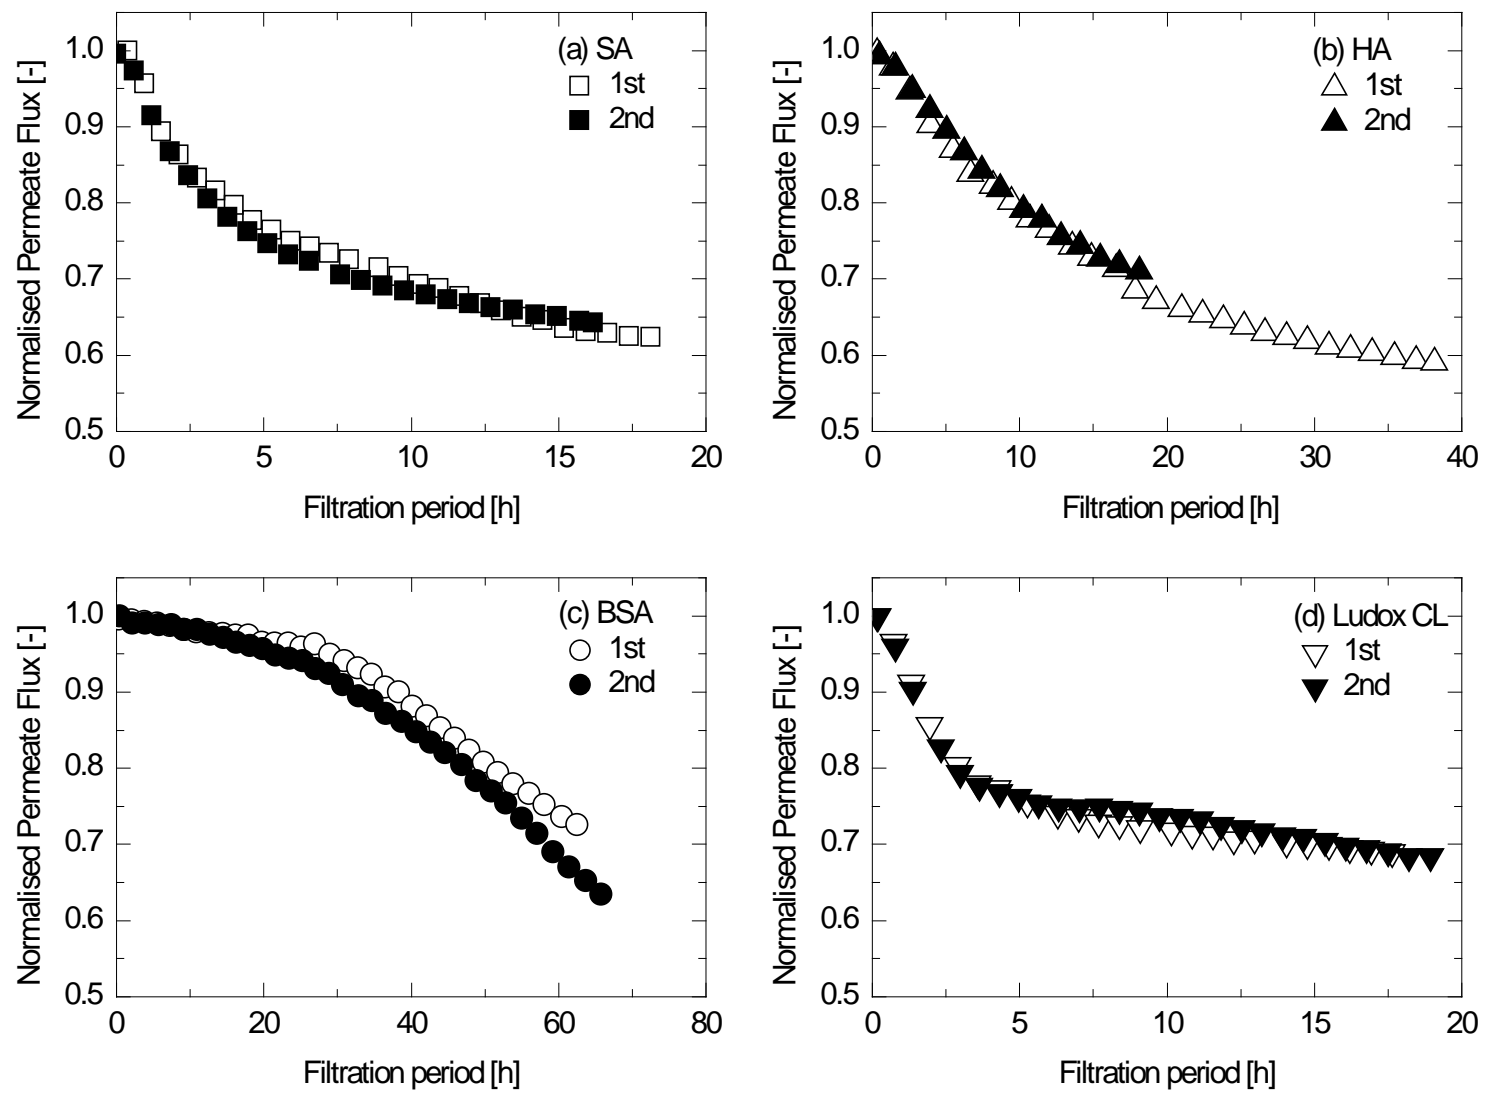 (a) SA
1st
2nd
1.0
0.9
0.8
0.7
0.6
0.5
Normalised Permeate Flux [-]
0 5 10 15 20
Filtration period [h]
(b) HA
1st
2nd
1.0
0.9
0.8
0.7
0.6
0.5
Normalised Permeate Flux [-]
0 10 20 30 40
Filtration period [h]
(c) BSA
1st
2nd
1.0
0.9
0.8
0.7
0.6
0.5
Normalised Permeate Flux [-]
0 20 40 60 80
Filtration period [h]
(d) Ludox CL
1st
2nd
1.0
0.9
0.8
0.7
0.6
0.5
Normalised Permeate Flux [-]
0 5 10 15 20
Filtration period [h]